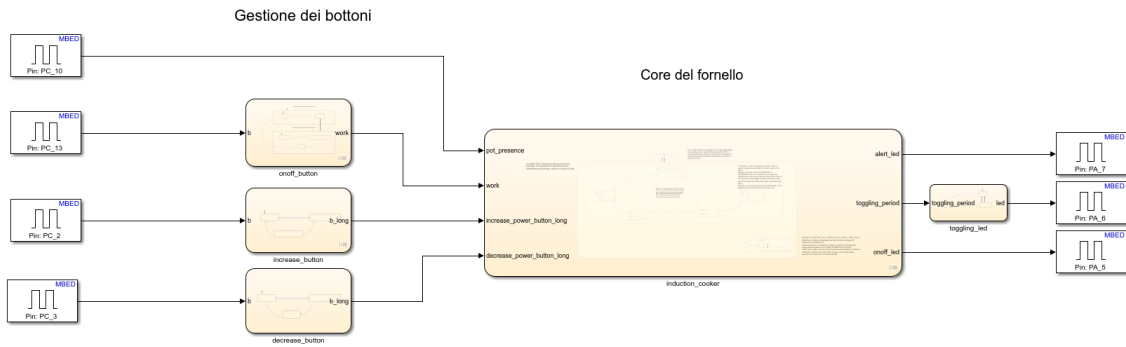 Gestione dei bottoni
MBED
Pin: PC_10
Core del fornello
MBED
Pin: PC_13
b
work
onoff_button
MBED
Pin: PC_2
b
b_long
increase_button
MBED
Pin: PC_3
b
b_long
decrease_button
pot_presence
work
increase_power_button_long
decrease_power_button_long
alert_led
toggling_period
onoff_led
induction_cooker
toggling_period
led
toggling_led
MBED
Pin: PA_7
MBED
Pin: PA_6
MBED
Pin: PA_5